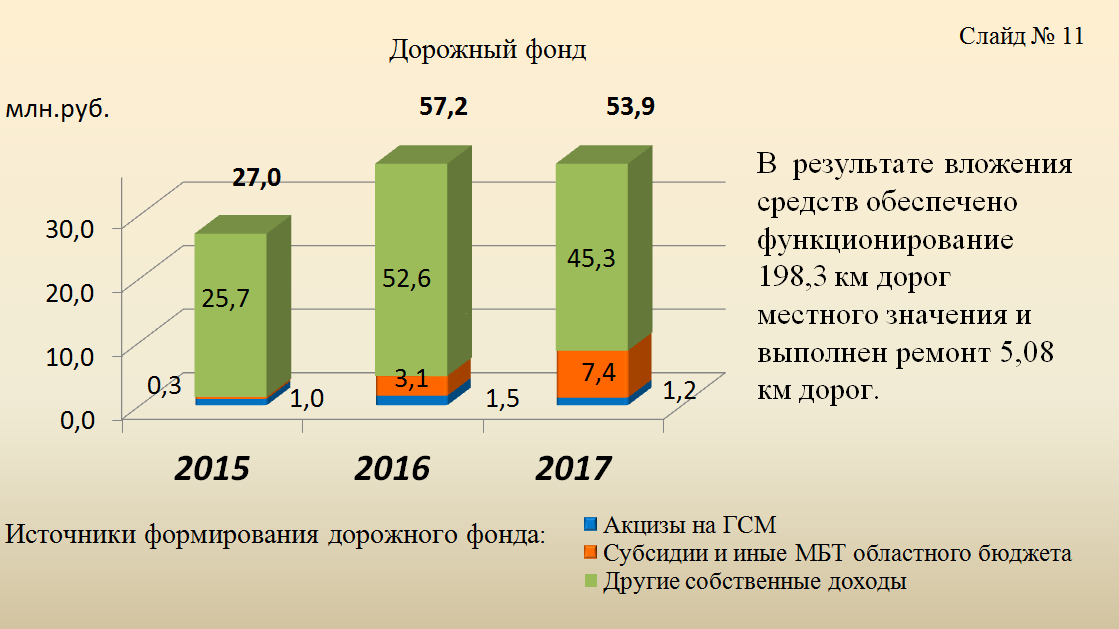 Слайд № 11
Дорожный фонд
млн.руб.
27,0
57,2
53,9
30,0
20,0
10,0
0,0
25,7
0,3
1,0
52,6
3,1
1,5
45,3
7,4
1,2
2015
2016
2017
В результате вложения
средств обеспечено
функционирование
198,3 км дорог
местного значения и
выполнен ремонт 5,08
км дорог.
Источники формирования дорожного фонда:
Акцизы на ГСМ
Субсидии и иные МБТ областного бюджета
Другие собственные доходы